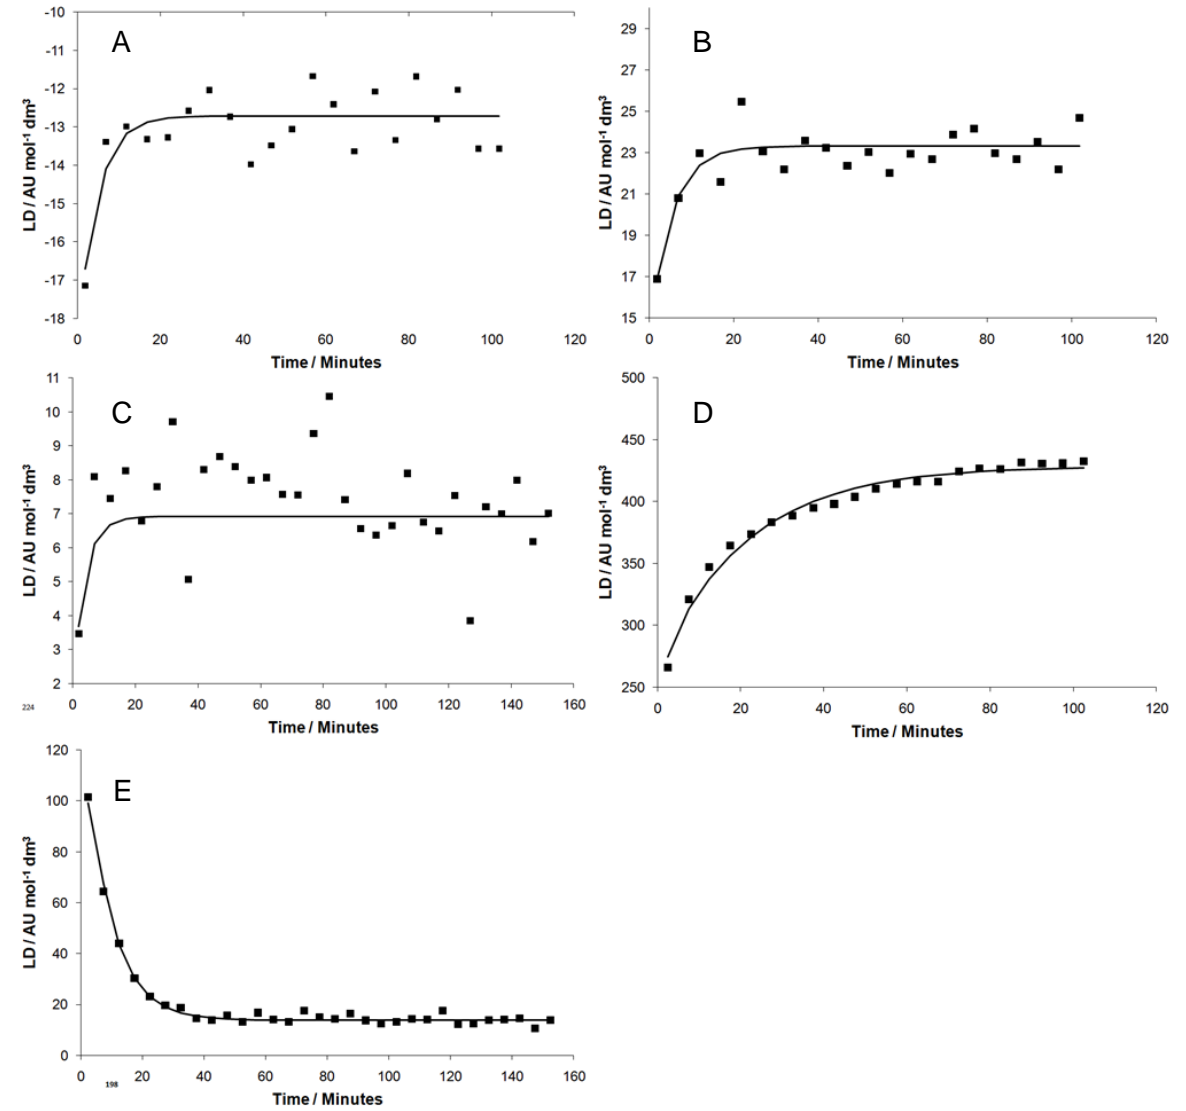 A
-10
-11
-12
-13
-14
-15
-16
-17
-18
0 20 40 60 80 100 120
LD / AU mol⁻¹ dm³
Time / Minutes
B
29
27
25
23
21
19
17
15
0 20 40 60 80 100 120
LD / AU mol⁻¹ dm³
Time / Minutes
C
11
10
9
8
7
6
5
4
3
2
0 20 40 60 80 100 120 140 160
LD / AU mol⁻¹ dm³
Time / Minutes
224
D
500
450
400
350
300
250
0 20 40 60 80 100 120
LD / AU mol⁻¹ dm³
Time / Minutes
E
120
100
80
60
40
20
0
0 20 40 60 80 100 120 140 160
LD / AU mol⁻¹ dm³
198
Time / Minutes